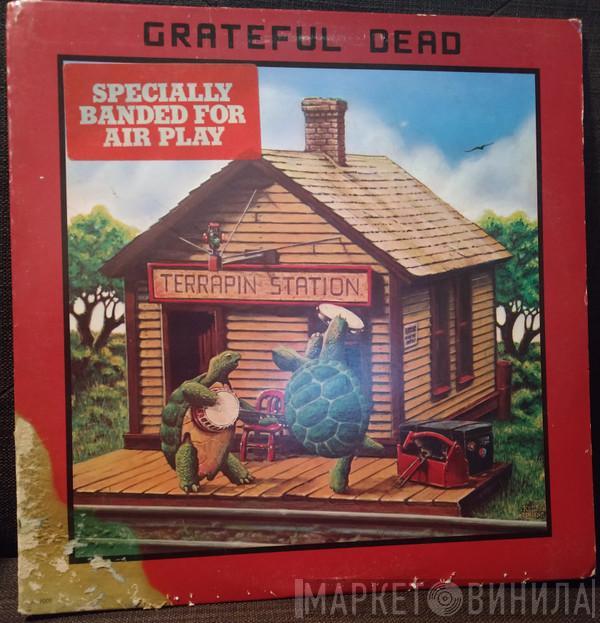 GRATEFUL DEAD
SPECIALLY
BANDED FOR
AIR PLAY
TERRAPIN STATION
МАРКЕТ ВИНИЛА